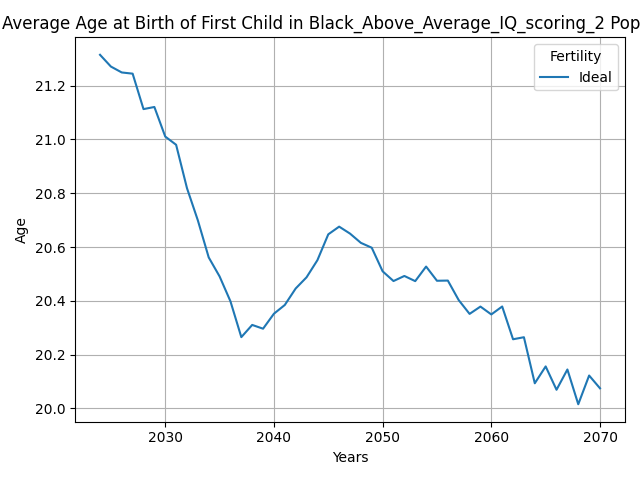 Average Age at Birth of First Child in Black_Above_Average_IQ_scoring_2 Pop
Fertility
Ideal
21.2
21.0
20.8
20.6
20.4
20.2
20.0
Age
2030 2040 2050 2060 2070
Years